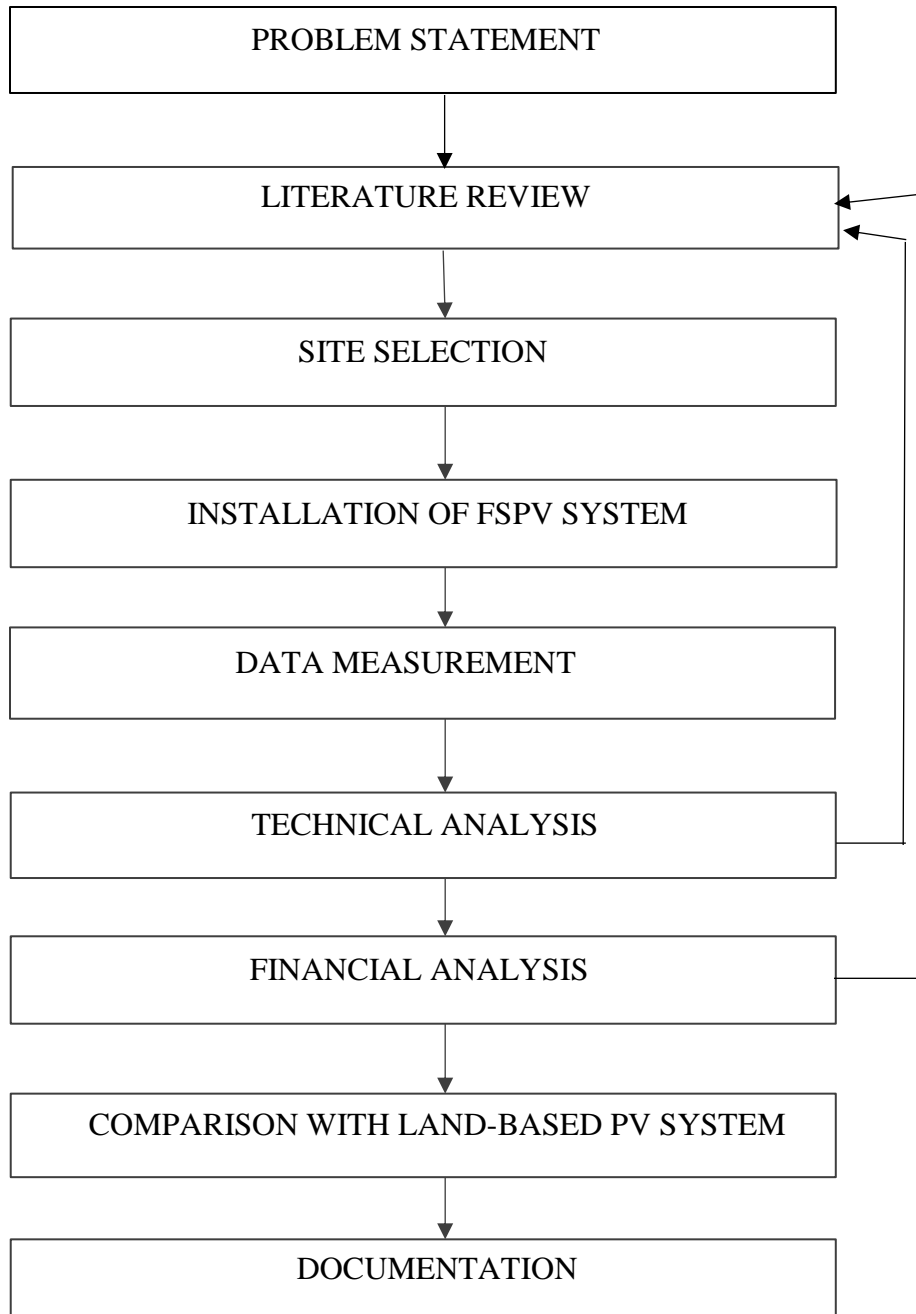 PROBLEM STATEMENT
LITERATURE REVIEW
SITE SELECTION
INSTALLATION OF FSPV SYSTEM
DATA MEASUREMENT
TECHNICAL ANALYSIS
FINANCIAL ANALYSIS
COMPARISON WITH LAND-BASED PV SYSTEM
DOCUMENTATION